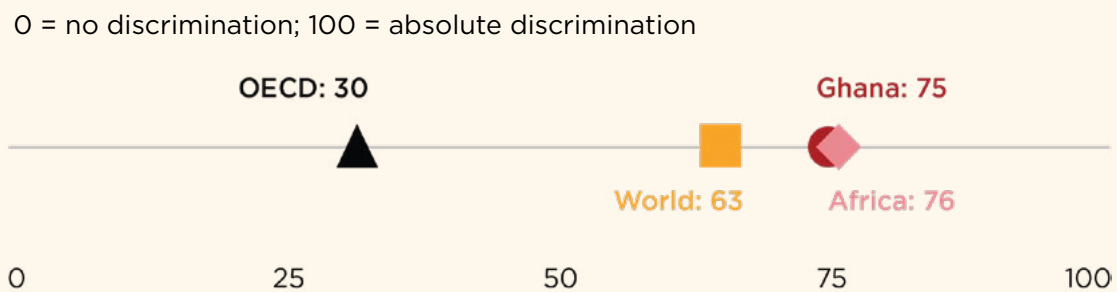 0 = no discrimination; 100 = absolute discrimination
OECD: 30
Ghana: 75
World: 63
Africa: 76
0 25 50 75 100